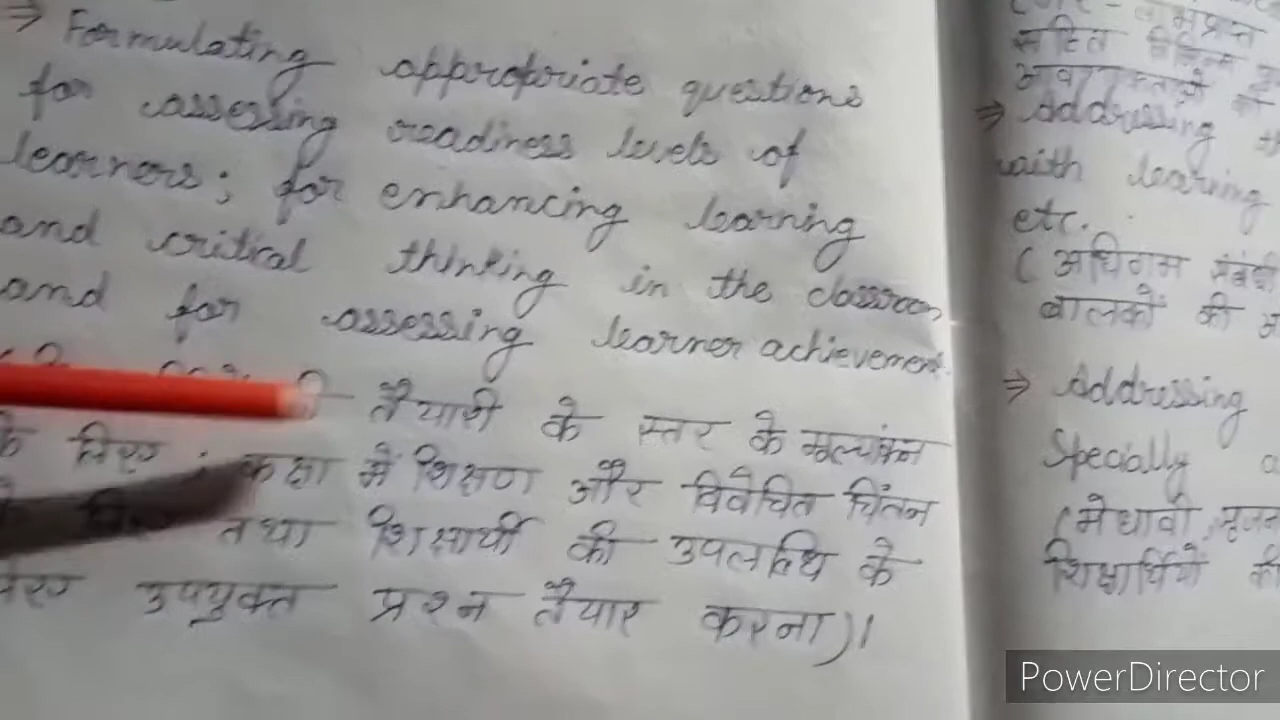 ⇒ Formulating appropriate questions
for assessing readiness levels of
learners; for enhancing learning
and critical thinking in the classroom
and for assessing learner achievement.
तैयारी के स्तर के मूल्यांकन
के लिए ; कक्षा में शिक्षण और विवेचित चिंतन
तथा शिक्षार्थी की उपलब्धि के
लिए उपयुक्त प्रश्न तैयार करना)।
सहित विभिन्न
⇒ Addressing
with learning
etc.
(अधिगम संबंधी
बालकों की
⇒ Addressing
Specially
(मेधावी, सृजन
शिक्षार्थियों की
PowerDirector